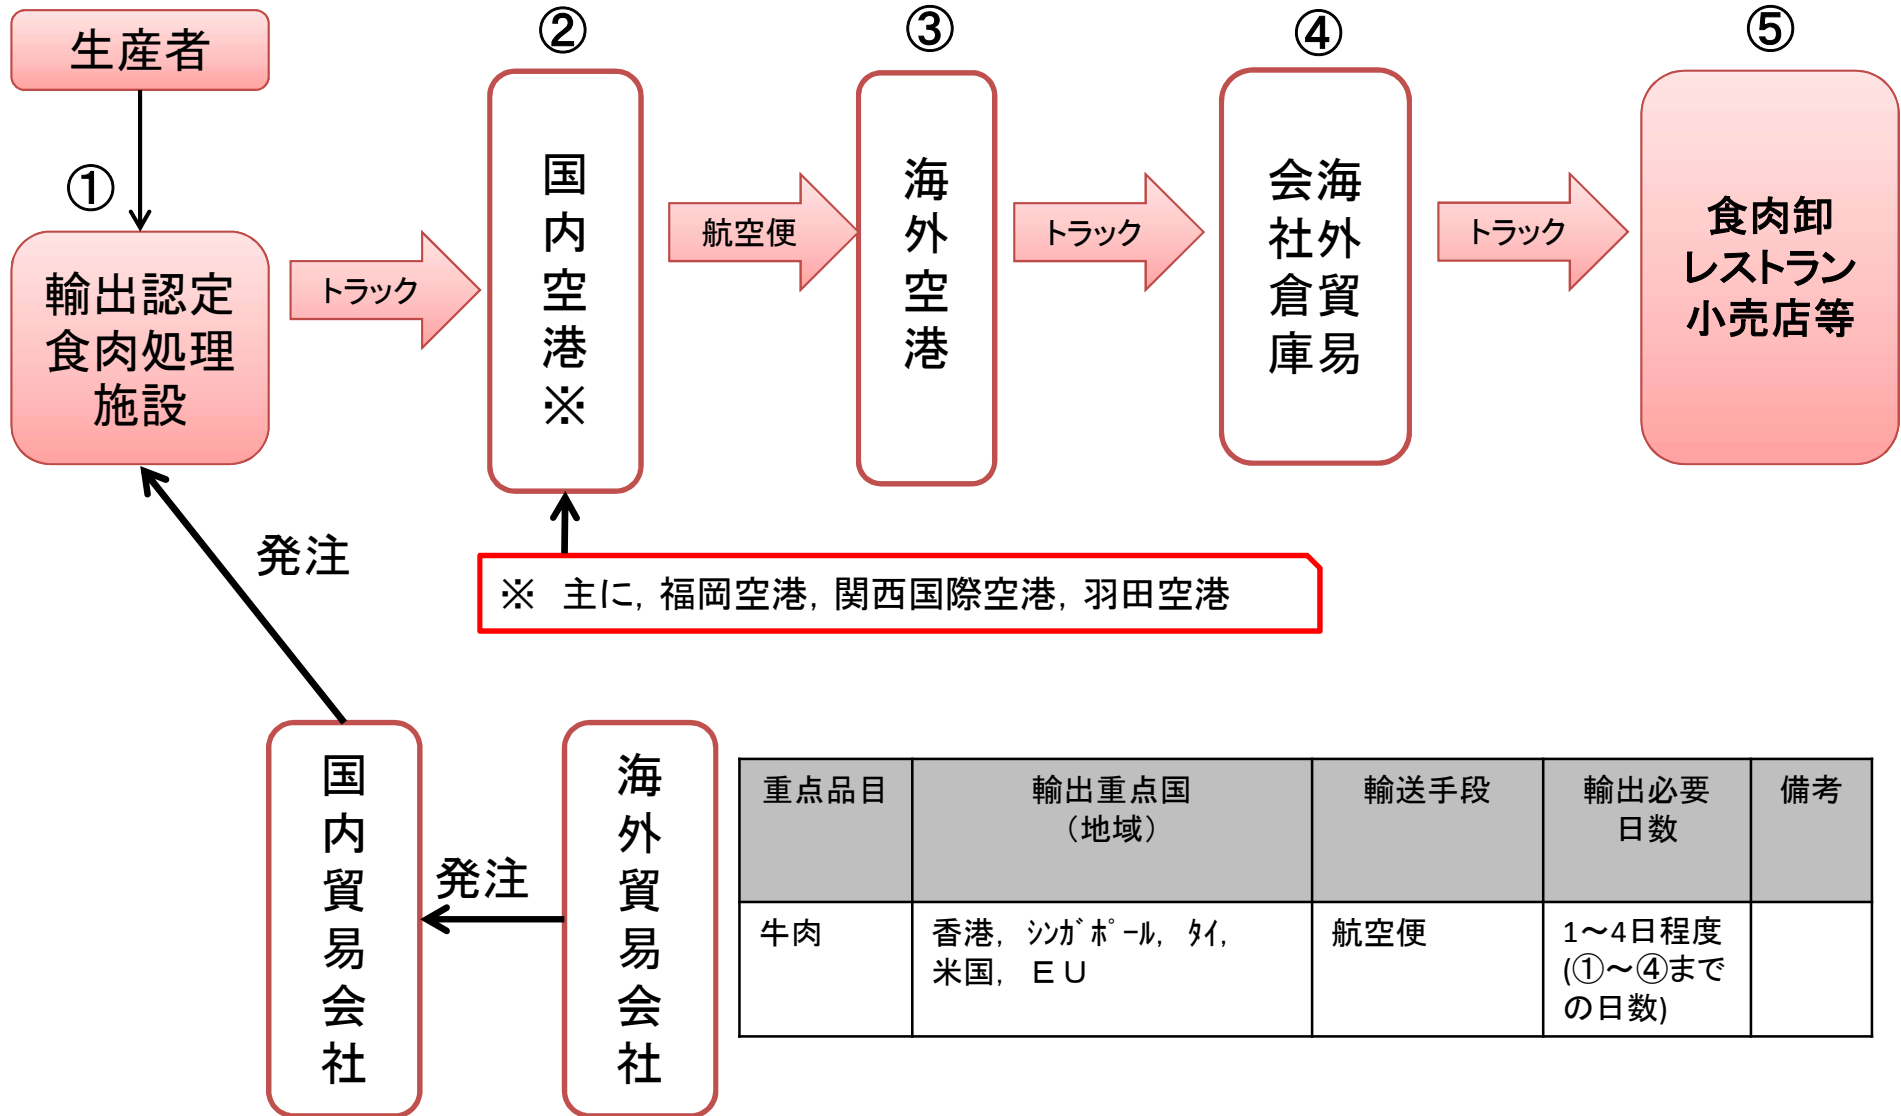 生産者
①
輸出認定
食肉処理
施設
トラック
②
国内空港※
航空便
③
海外空港
トラック
④
海外貿易
会社倉庫
トラック
⑤
食肉卸
レストラン
小売店等
※　主に，福岡空港，関西国際空港，羽田空港
発注
国内貿易会社
発注
海外貿易会社
重点品目
輸出重点国
（地域）
輸送手段
輸出必要
日数
備考
牛肉
香港，ｼﾝｶﾞﾎﾟｰﾙ，ﾀｲ，
米国，ＥＵ
航空便
1～4日程度
(①～④まで
の日数)